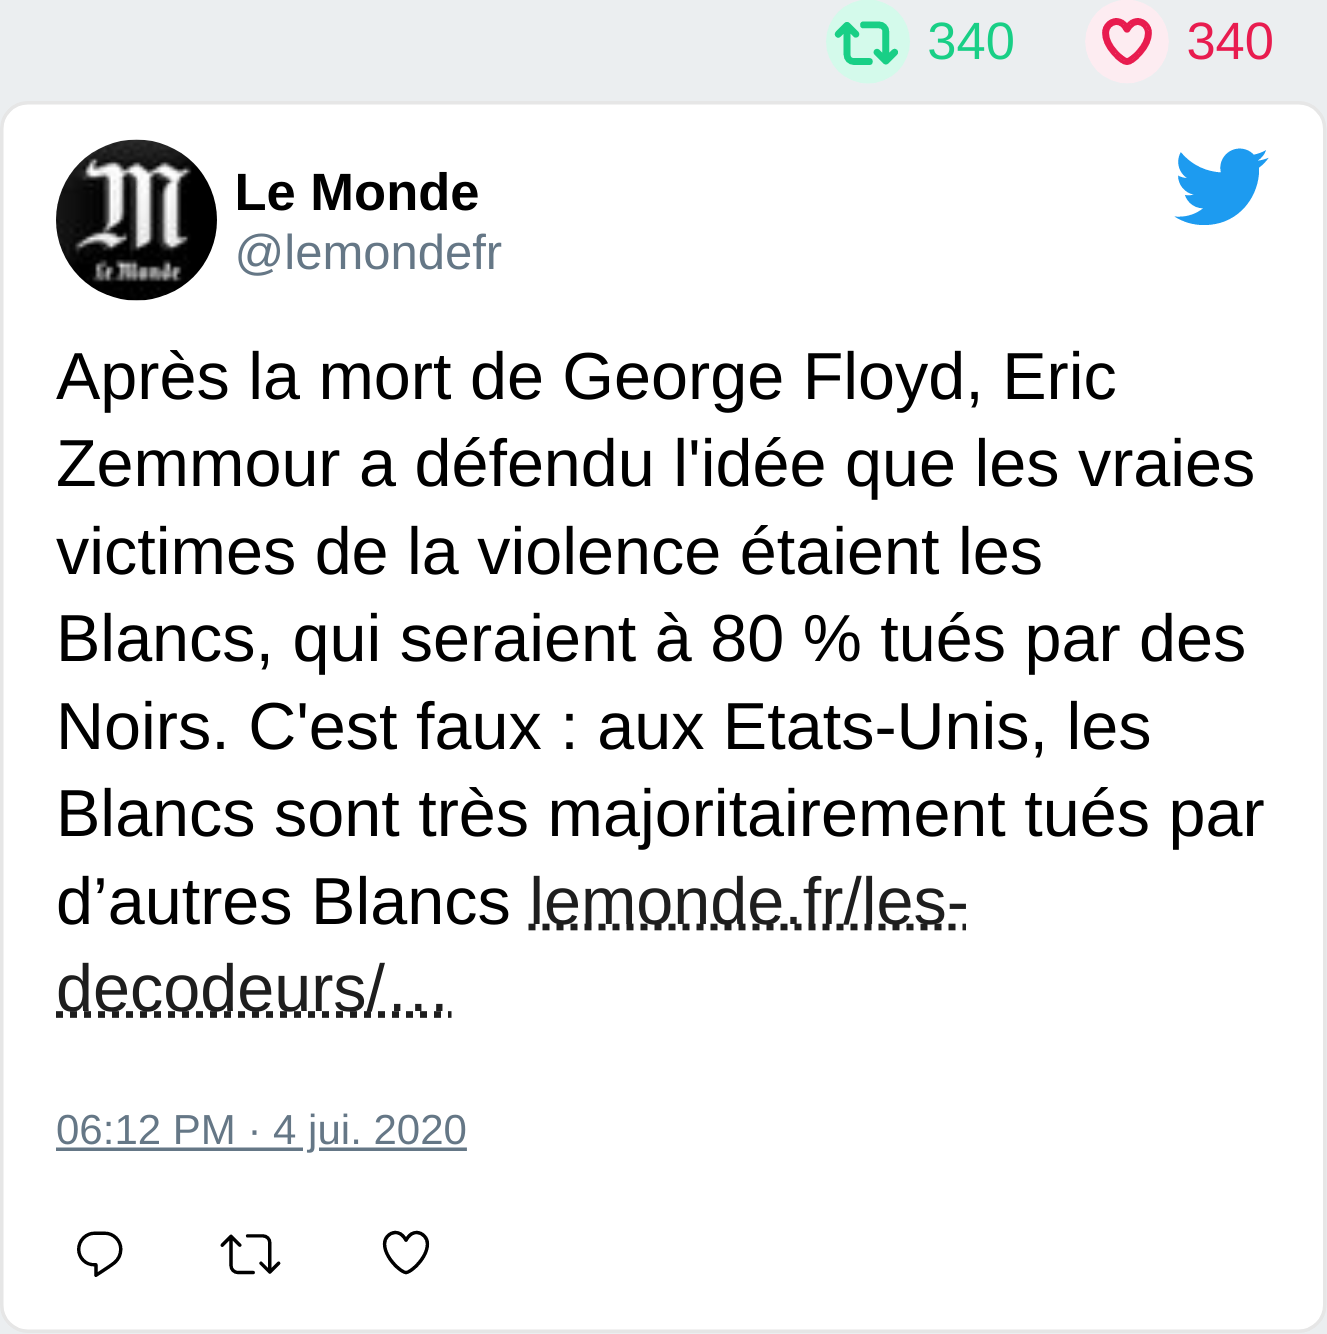 340 340
Le Monde
@lemondefr
Le Monde
Après la mort de George Floyd, Eric
Zemmour a défendu l'idée que les vraies
victimes de la violence étaient les
Blancs, qui seraient à 80 % tués par des
Noirs. C'est faux : aux Etats-Unis, les
Blancs sont très majoritairement tués par
d’autres Blancs lemonde.fr/les-
decodeurs/…
06:12 PM · 4 jui. 2020